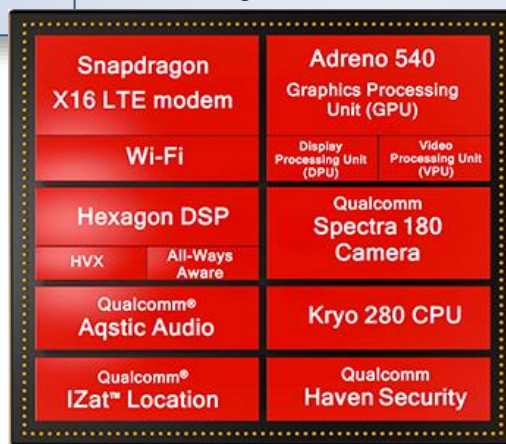 Snapdragon
X16 LTE modem
Wi-Fi
Hexagon DSP
HVX
All-Ways
Aware
Qualcomm®
Aqstic Audio
Qualcomm®
IZat™ Location
Adreno 540
Graphics Processing
Unit (GPU)
Display
Processing Unit
(DPU)
Video
Processing Unit
(VPU)
Qualcomm
Spectra 180
Camera
Kryo 280 CPU
Qualcomm
Haven Security